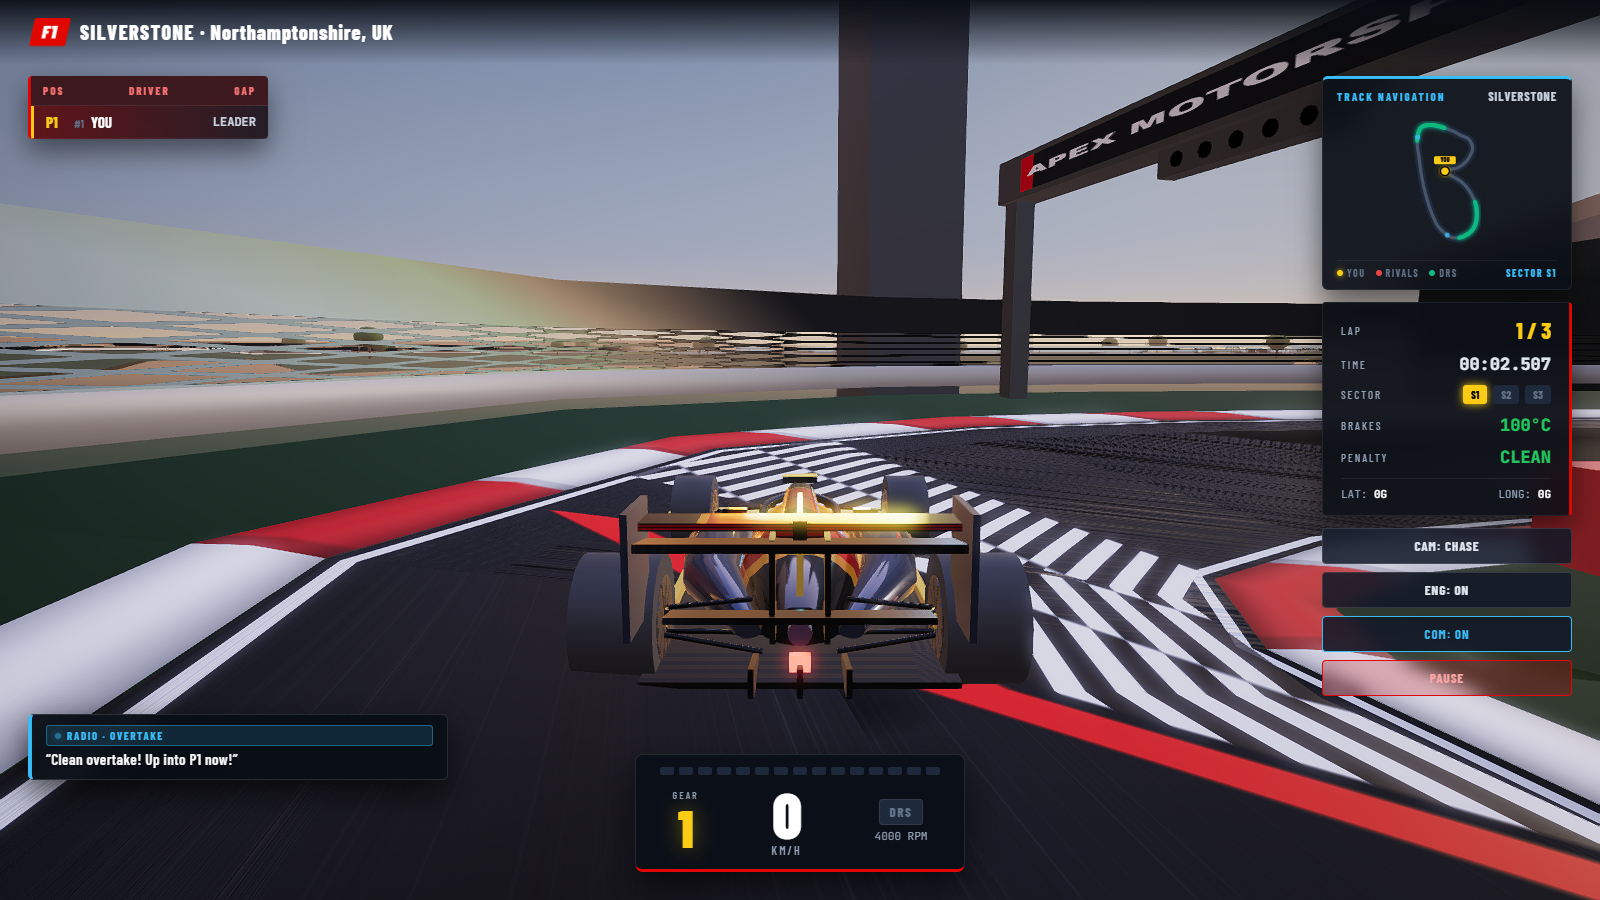 F1 SILVERSTONE · Northamptonshire, UK
POS DRIVER GAP
P1 #1 YOU LEADER
APEX MOTORSP
TRACK NAVIGATION SILVERSTONE
YOU
YOU RIVALS DRS SECTOR S1
LAP 1/3
TIME 00:02.507
SECTOR S1 S2 S3
BRAKES 100°C
PENALTY CLEAN
LAT: 0G LONG: 0G
CAM: CHASE
ENG: ON
COM: ON
PAUSE
RADIO · OVERTAKE
"Clean overtake! Up into P1 now!"
GEAR
1
0
KM/H
DRS
4000 RPM